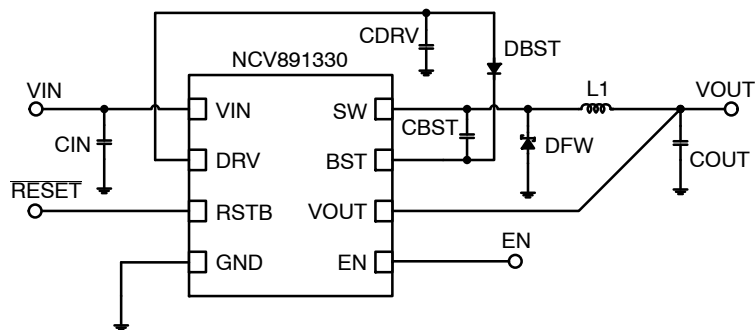 CDRV
DBST
NCV891330
VIN
L1
VOUT
VIN
SW
CBST
CIN
DFW
COUT
DRV
BST
RESET
RSTB
VOUT
EN
GND
EN